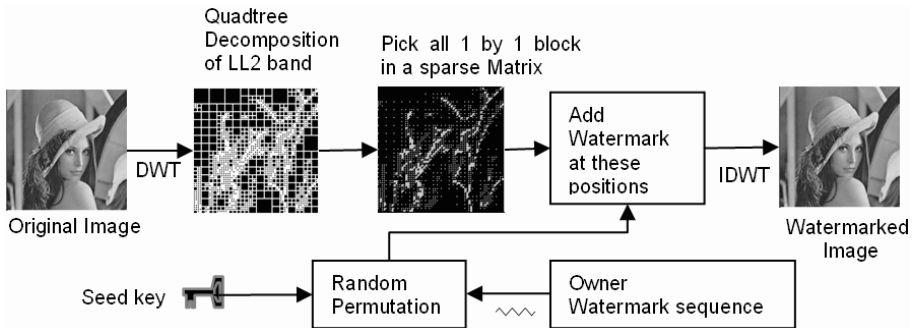 Quadtree
Decomposition
of LL2 band
Pick all 1 by 1 block
in a sparse Matrix
Add
Watermark
at these
positions
DWT
IDWT
Original Image
Watermarked
Image
Seed key
Random
Permutation
Owner
Watermark sequence